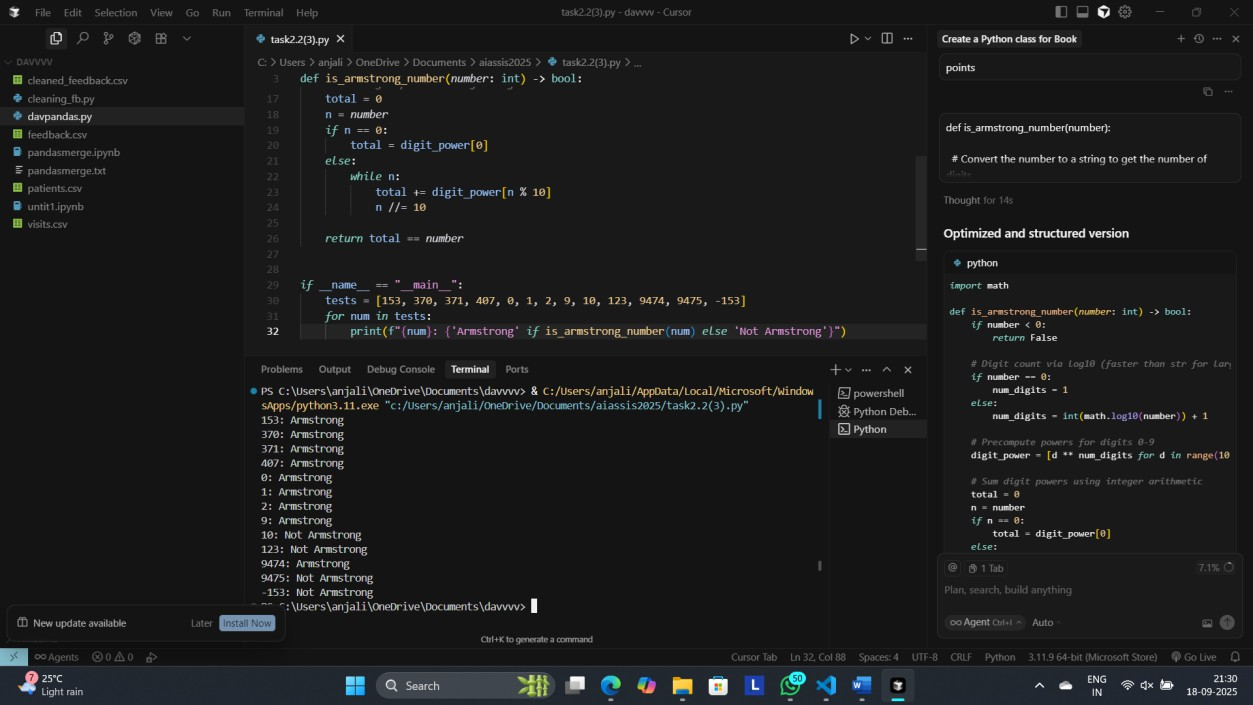 File Edit Selection View Go Run Terminal Help
task2.2(3).py - davvvv - Cursor
DAVVVV
cleaned_feedback.csv
cleaning_fb.py
davpandas.py
feedback.csv
pandasmerge.ipynb
pandasmerge.txt
patients.csv
untit1.ipynb
visits.csv
New update available Later Install Now
task2.2(3).py
C: > Users > anjali > OneDrive > Documents > aiassis2025 > task2.2(3).py > ...
3 def is_armstrong_number(number: int) -> bool:
17 total = 0
18 n = number
19 if n == 0:
20 total = digit_power[0]
21 else:
22 while n:
23 total += digit_power[n % 10]
24 n //= 10
25
26 return total == number
27
28
29 if __name__ == "__main__":
30 tests = [153, 370, 371, 407, 0, 1, 2, 9, 10, 123, 9474, 9475, -153]
31 for num in tests:
32 print(f"{num}: {'Armstrong' if is_armstrong_number(num) else 'Not Armstrong'}")
Problems Output Debug Console Terminal Ports
PS C:\Users\anjali\OneDrive\Documents\davvvv> & C:/Users/anjali/AppData/Local/Microsoft/Window
sApps/python3.11.exe "c:/Users/anjali/OneDrive/Documents/aiassis2025/task2.2(3).py"
153: Armstrong
370: Armstrong
371: Armstrong
407: Armstrong
0: Armstrong
1: Armstrong
2: Armstrong
9: Armstrong
10: Not Armstrong
123: Not Armstrong
9474: Armstrong
9475: Not Armstrong
-153: Not Armstrong
PS C:\Users\anjali\OneDrive\Documents\davvvv>
Ctrl+K to generate a command
powershell
Python Deb...
Python
Create a Python class for Book
points
def is_armstrong_number(number):
# Convert the number to a string to get the number of
digits
Thought for 14s
Optimized and structured version
python
import math
def is_armstrong_number(number: int) -> bool:
if number < 0:
return False
# Digit count via log10 (faster than str for lar
if number == 0:
num_digits = 1
else:
num_digits = int(math.log10(number)) + 1
# Precompute powers for digits 0-9
digit_power = [d ** num_digits for d in range(10
# Sum digit powers using integer arithmetic
total = 0
n = number
if n == 0:
total = digit_power[0]
else:
@ 1 Tab 7.1%
Plan, search, build anything
Agent Ctrl+I Auto
Agents 0 0 Cursor Tab Ln 32, Col 88 Spaces: 4 UTF-8 CRLF Python 3.11.9 64-bit (Microsoft Store) Go Live
7
25°C
Light rain
Search
L
50
W
ENG
IN
21:30
18-09-2025